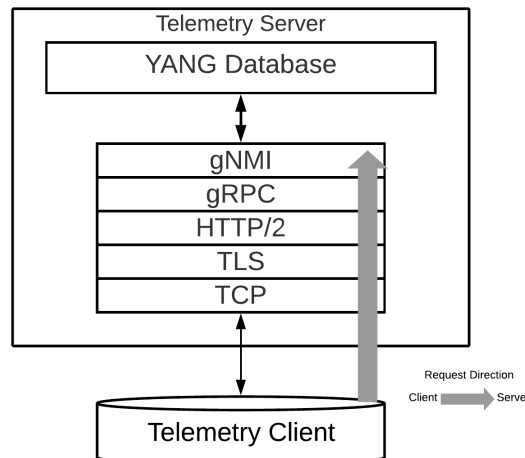 Telemetry Server
YANG Database
gNMI
gRPC
HTTP/2
TLS
TCP
Request Direction
Client Serve
Telemetry Client